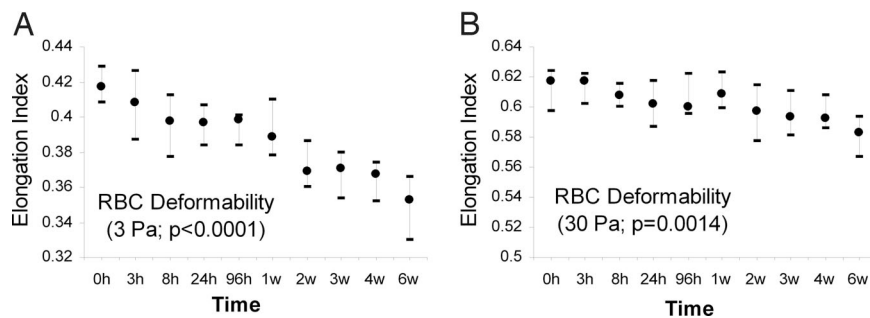 A
Elongation Index
0.44
0.42
0.4
0.38
0.36
0.34
0.32
RBC Deformability
(3 Pa; p<0.0001)
0h 3h 8h 24h 96h 1w 2w 3w 4w 6w
Time
B
Elongation Index
0.64
0.62
0.6
0.58
0.56
0.54
0.52
0.5
RBC Deformability
(30 Pa; p=0.0014)
0h 3h 8h 24h 96h 1w 2w 3w 4w 6w
Time